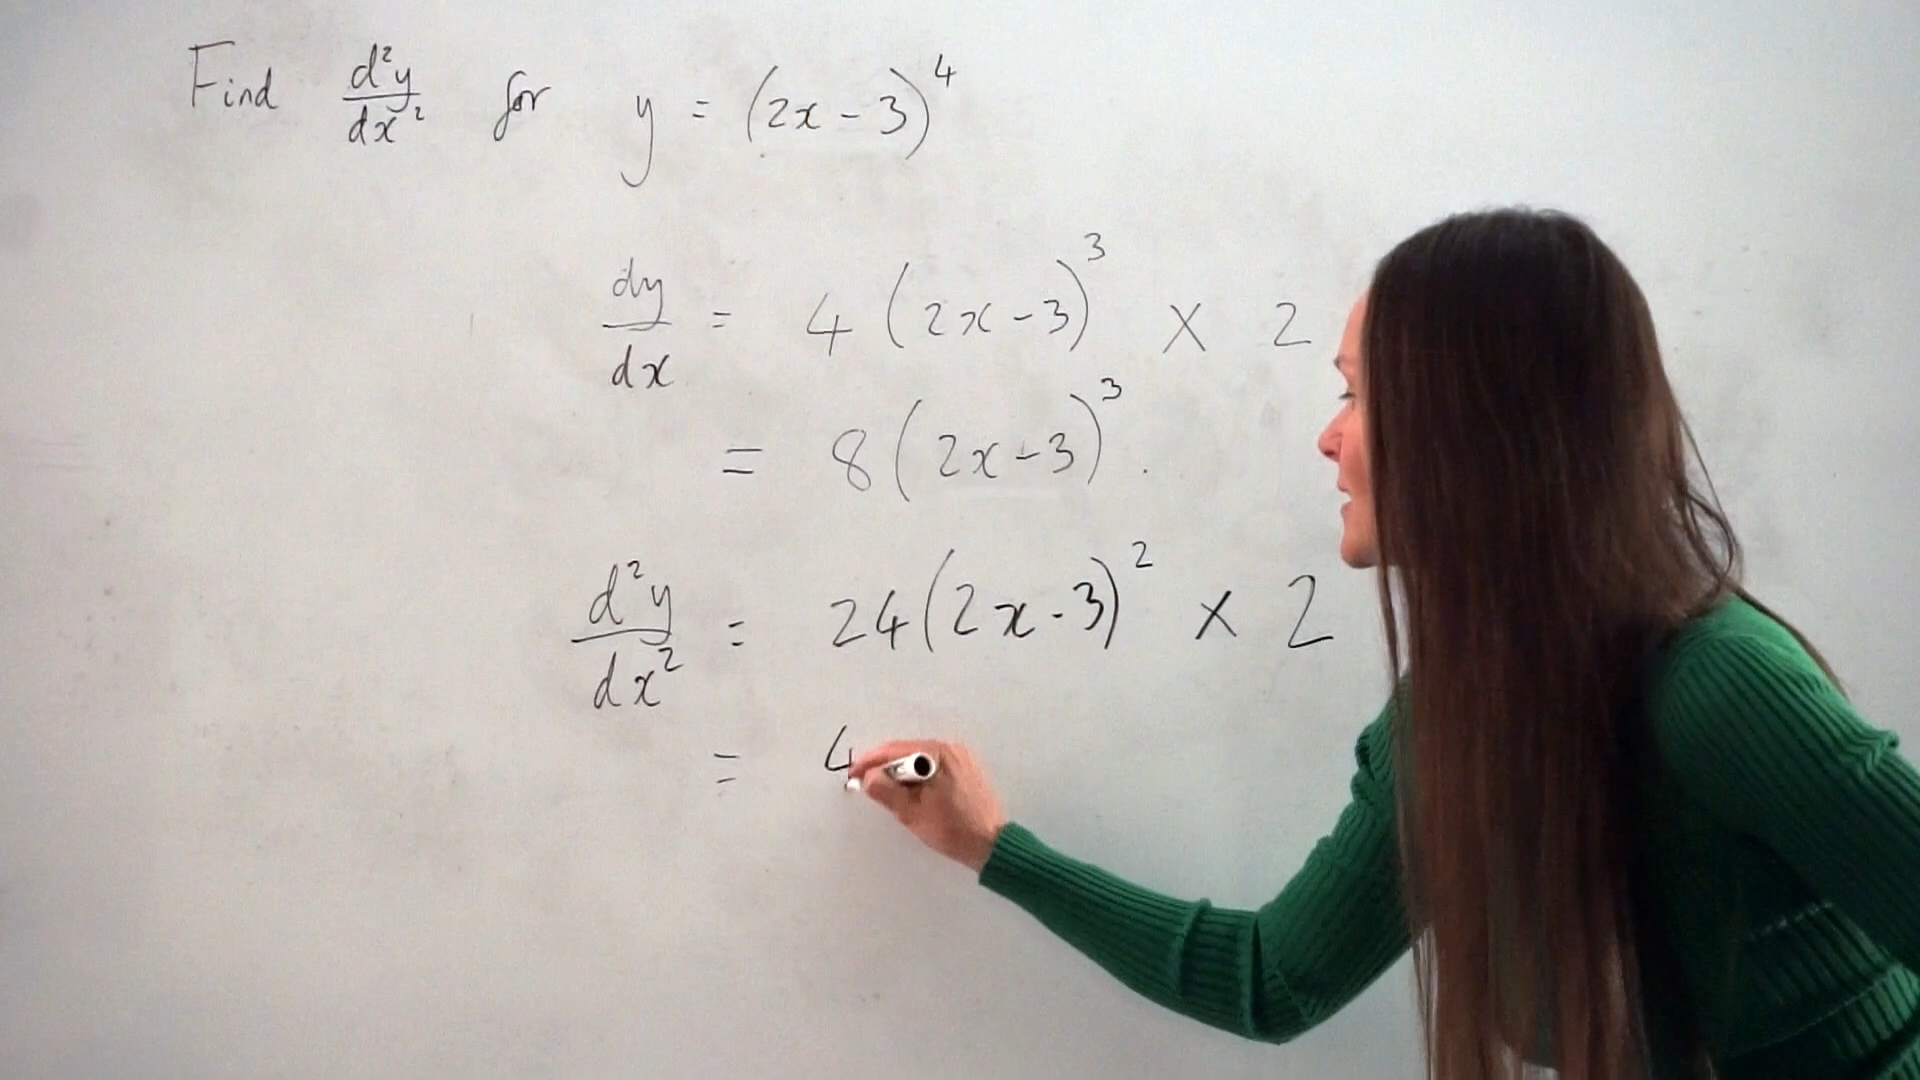 Find d²y/dx² for y = (2x - 3)⁴
dy/dx = 4(2x-3)³ × 2
= 8(2x-3)³.
d²y/dx² = 24(2x-3)² × 2
= 4